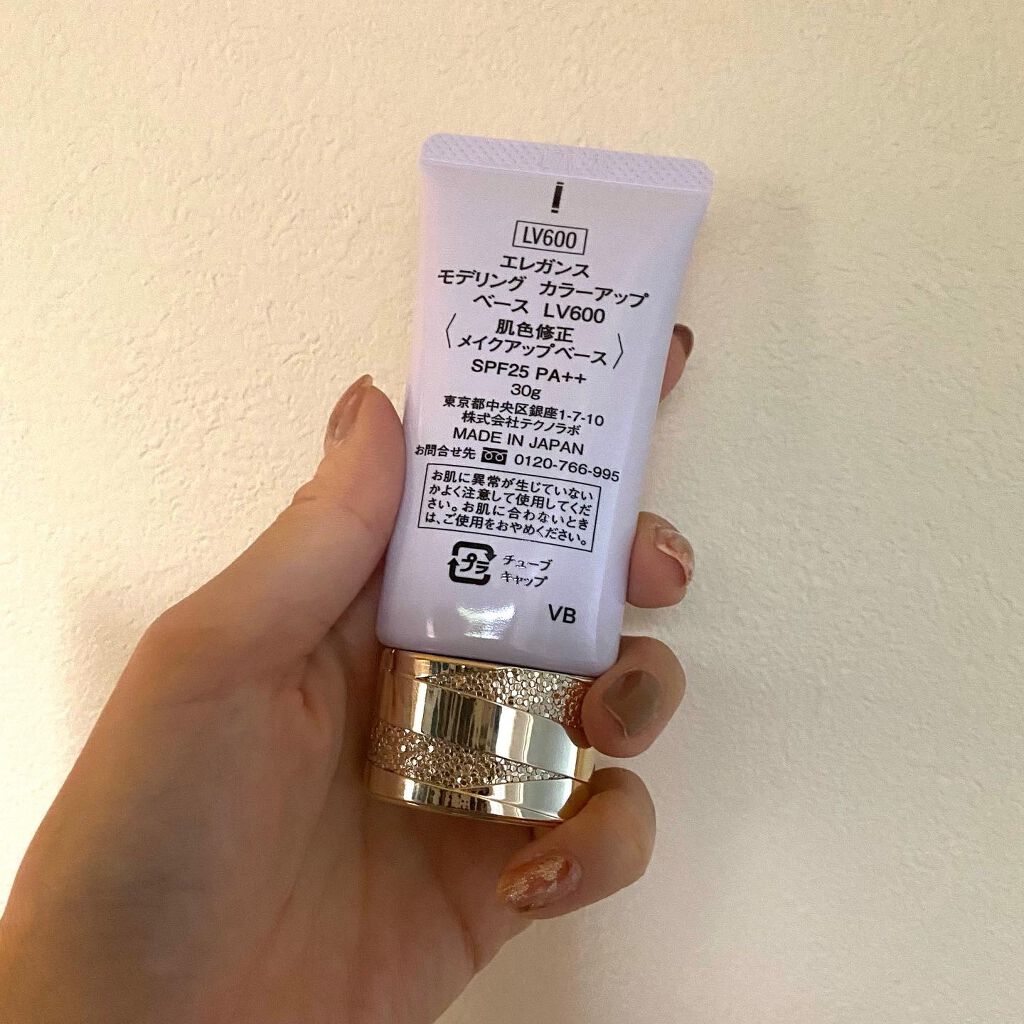 LV600
エレガンス
モデリング カラーアップ
ベース LV600
〈肌色修正
メイクアップベース〉
SPF25 PA++
30g
東京都中央区銀座1-7-10
株式会社テクノラボ
MADE IN JAPAN
お問合せ先 0120-766-995
お肌に異常が生じていない
かよく注意して使用してくだ
さい。お肌に合わないとき
は、ご使用をおやめください。
プラ チューブ
キャップ
VB